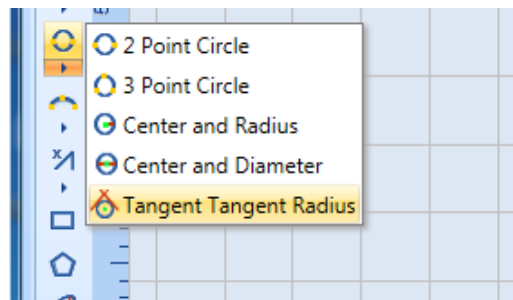 2 Point Circle
3 Point Circle
Center and Radius
Center and Diameter
Tangent Tangent Radius